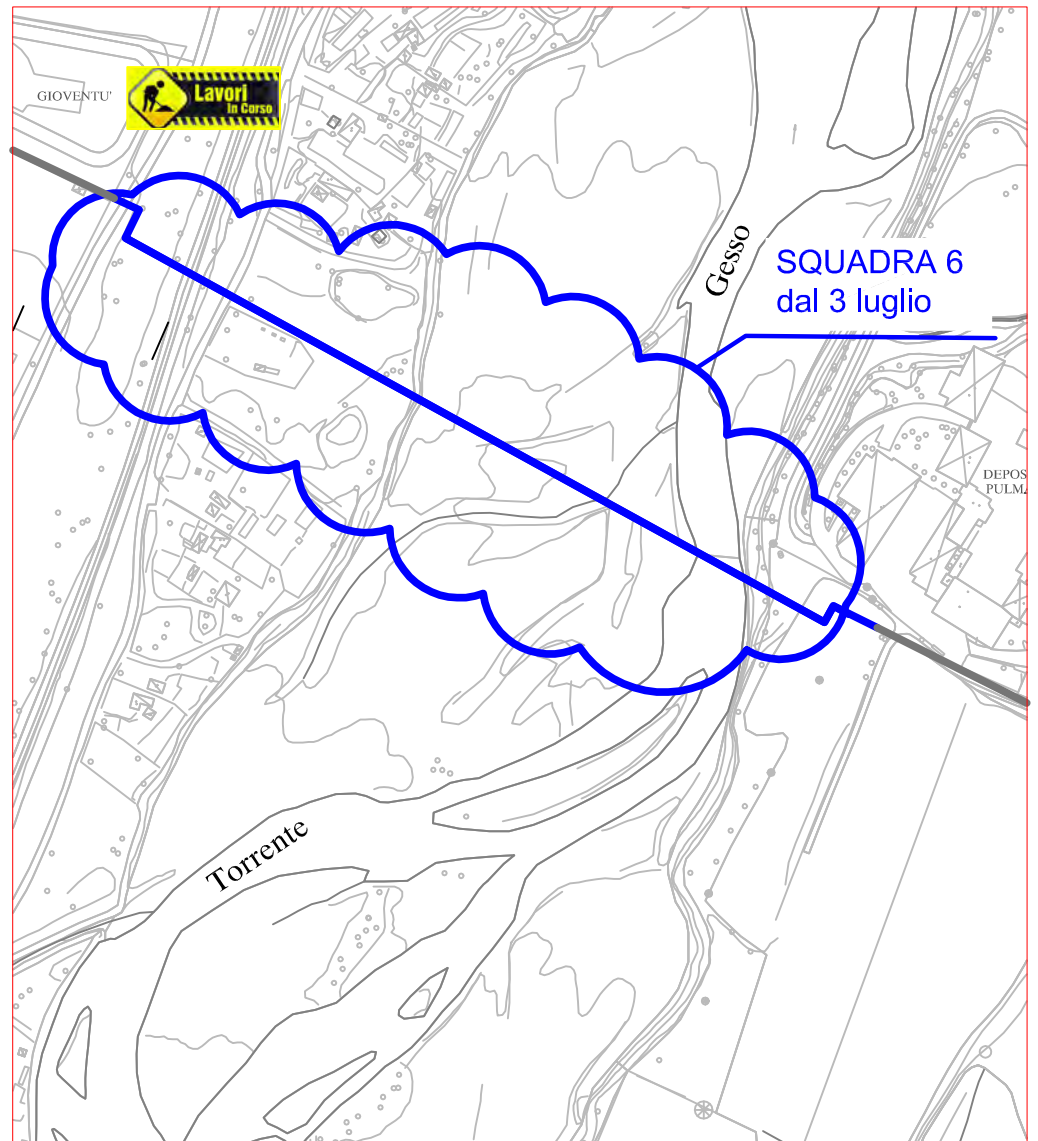 GIOVENTU'
Lavori
In Corso
Gesso
SQUADRA 6
dal 3 luglio
DEPOS
PULM.
Torrente